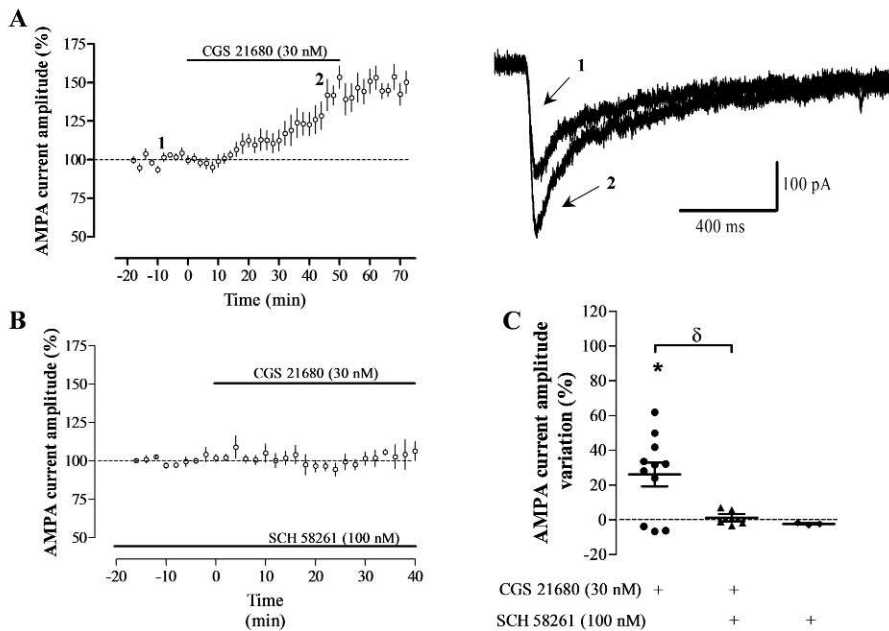 A
AMPA current amplitude (%)
175
150
125
100
75
50
CGS 21680 (30 nM)
1
2
-20 -10 0 10 20 30 40 50 60 70
Time (min)
1
2
100 pA
400 ms
B
AMPA current amplitude (%)
175
150
125
100
75
50
CGS 21680 (30 nM)
SCH 58261 (100 nM)
-20 -10 0 10 20 30 40
Time
(min)
C
AMPA current amplitude
variation (%)
120
100
80
60
40
20
0
-20
δ
*
CGS 21680 (30 nM) + +
SCH 58261 (100 nM) + +